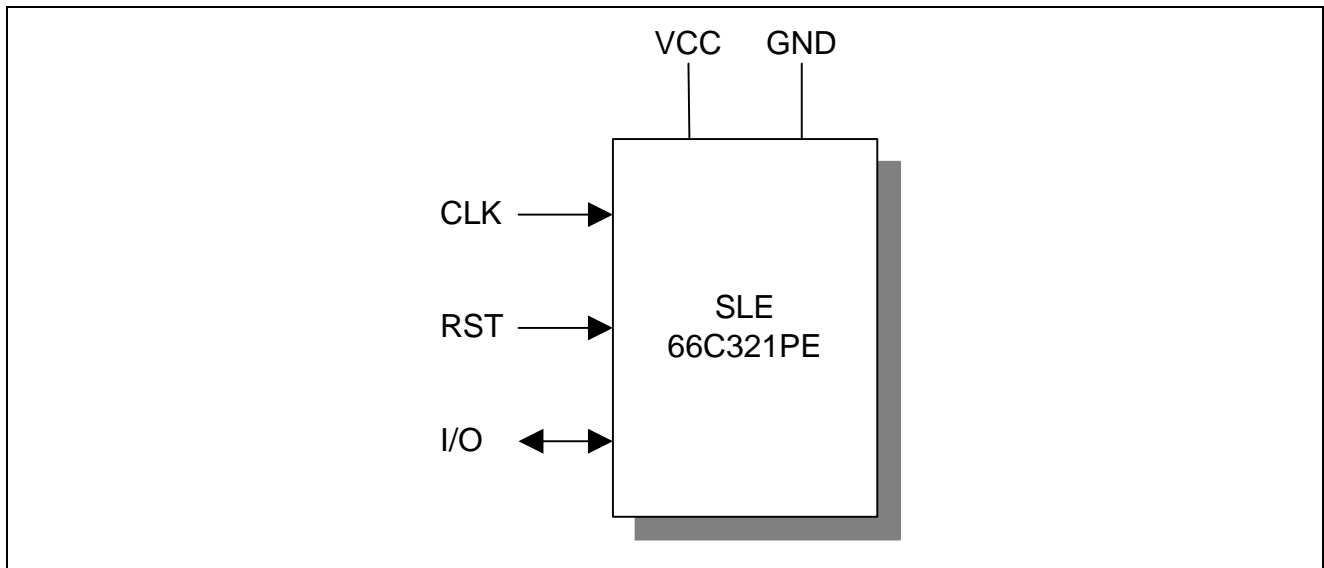 VCC GND
CLK
RST
I/O
SLE
66C321PE